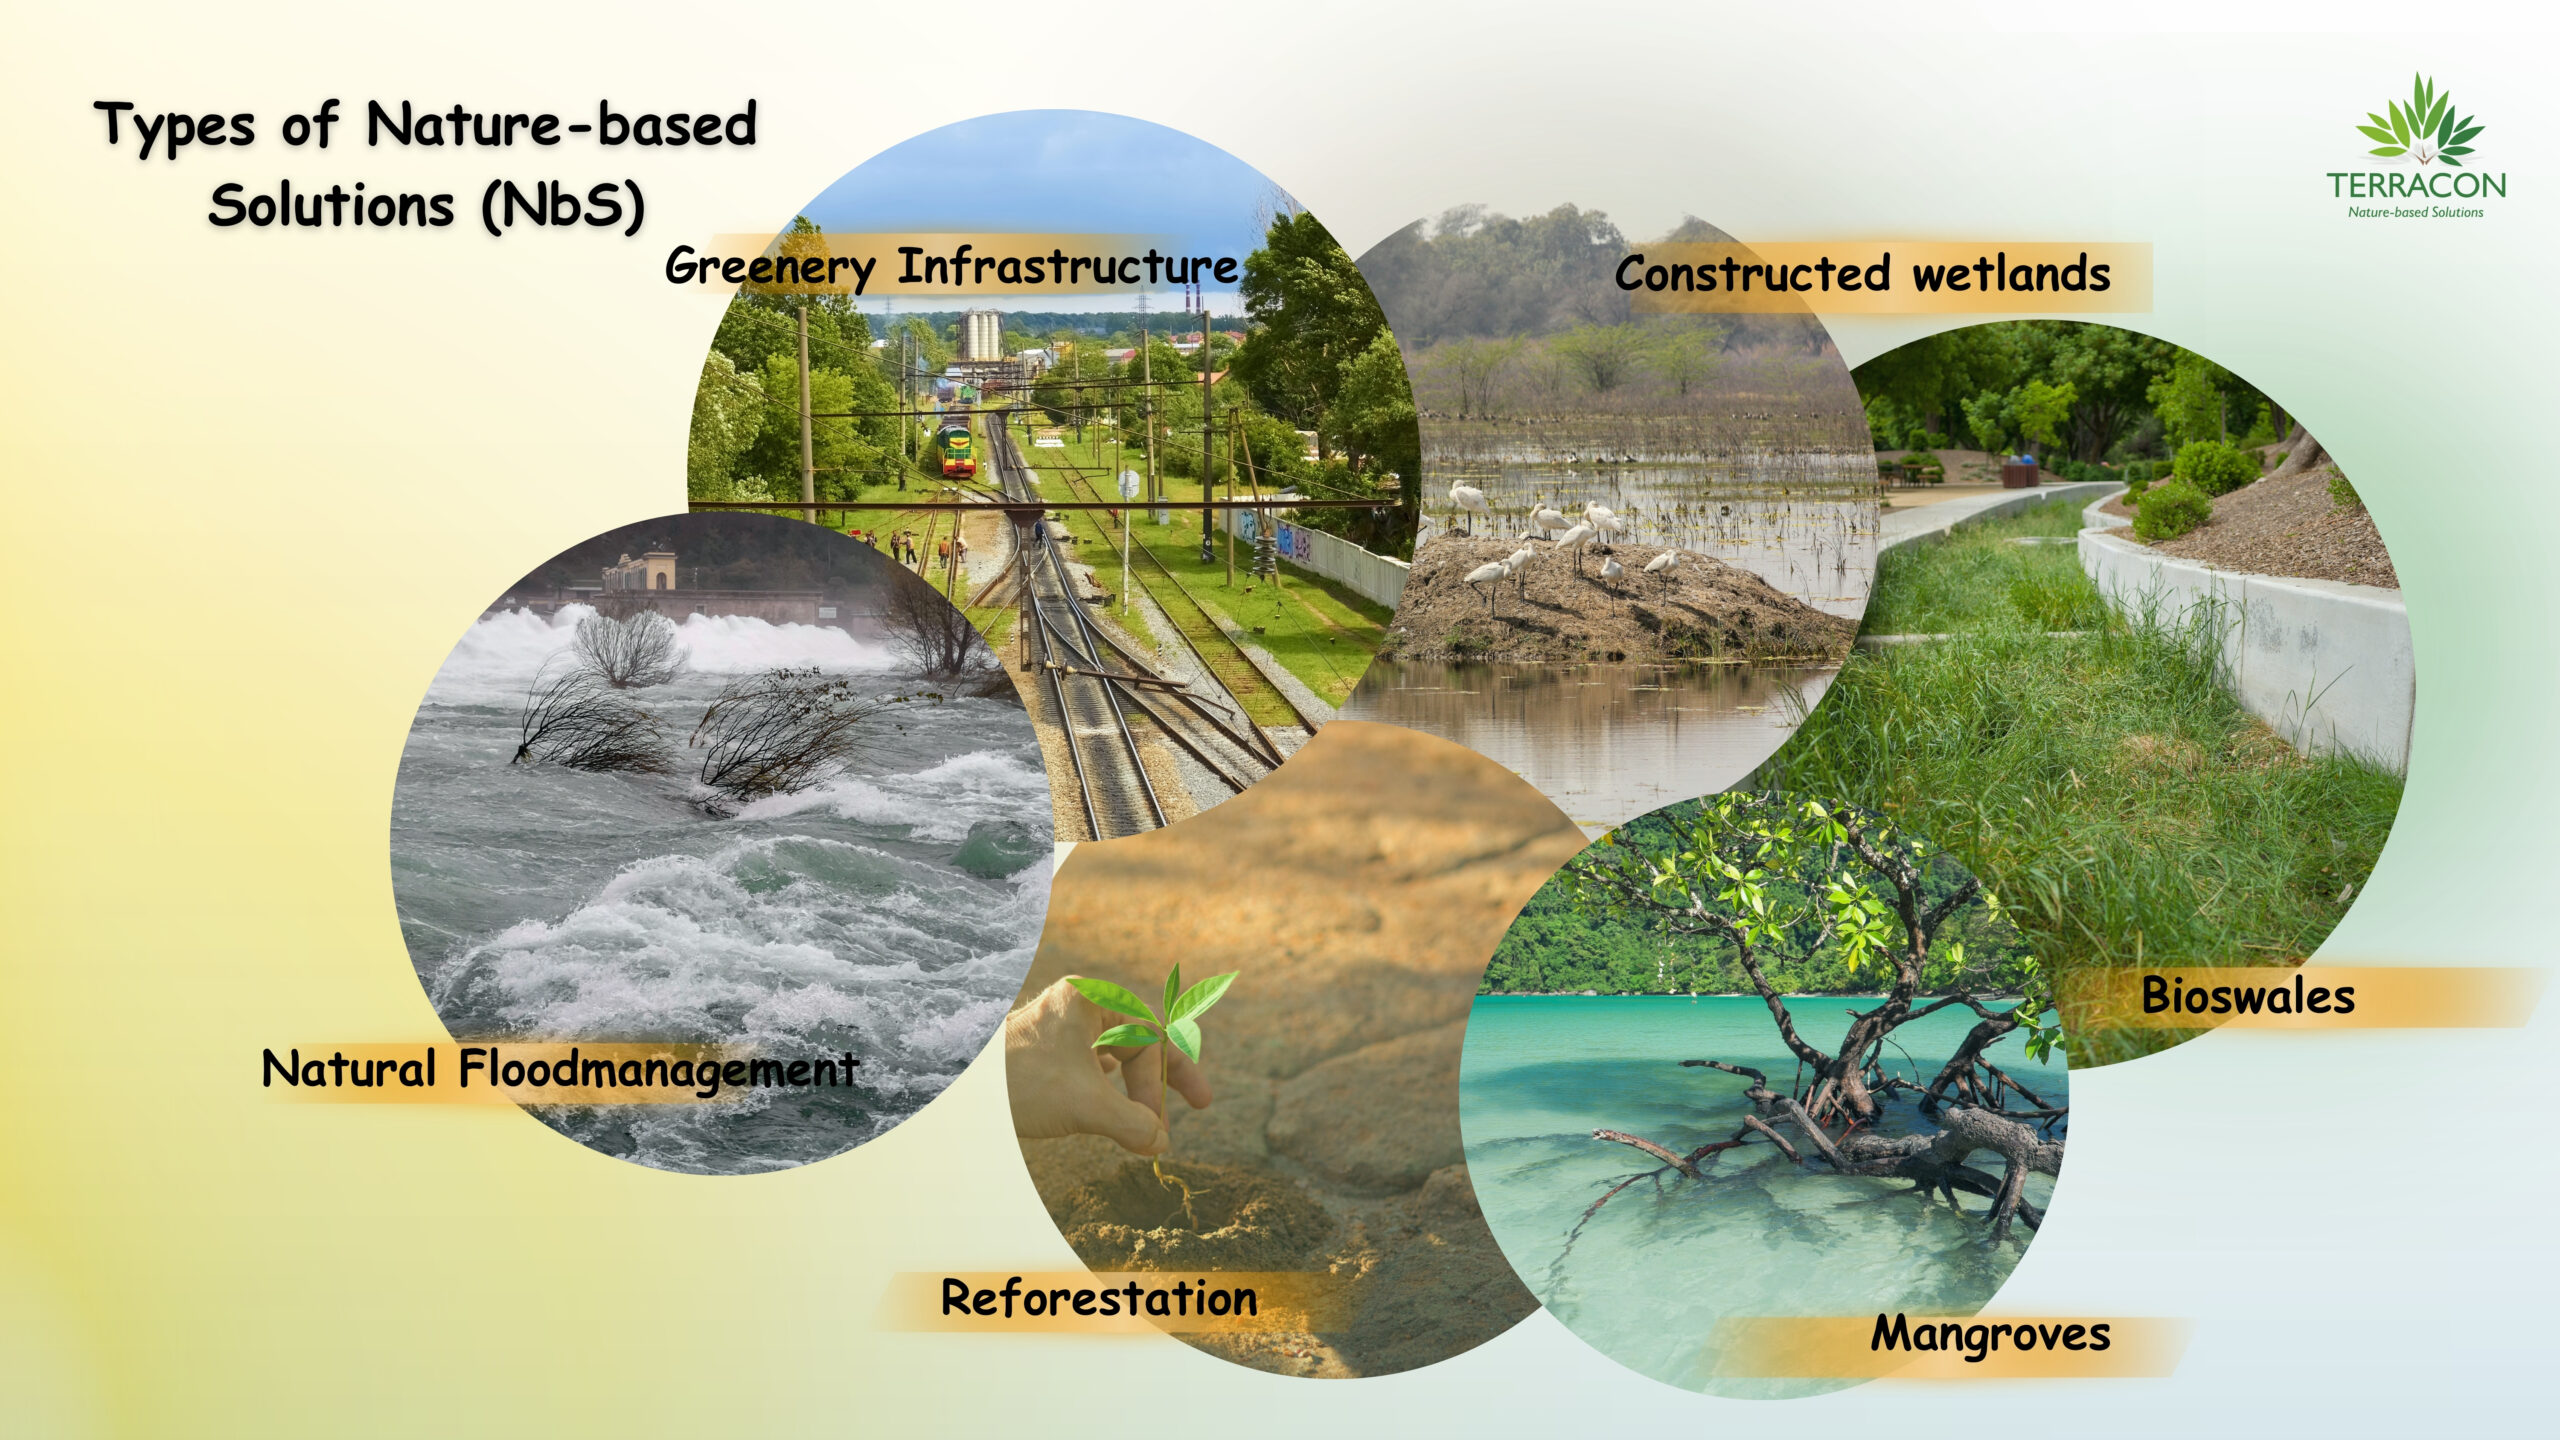 Types of Nature-based
Solutions (NbS)
TERRACON
Nature-based Solutions
Greenery Infrastructure
Constructed wetlands
Bioswales
Natural Floodmanagement
Reforestation
Mangroves